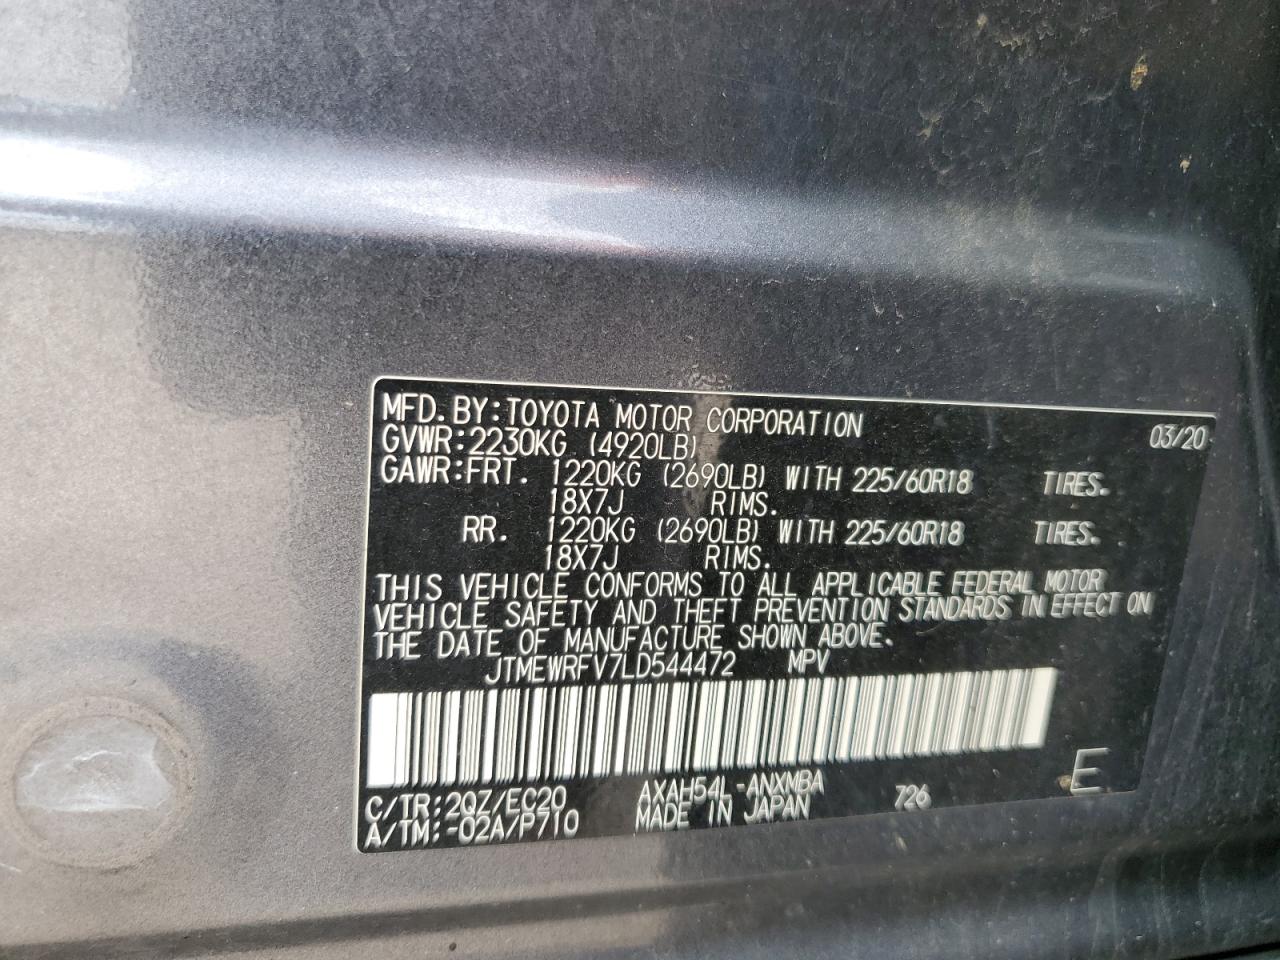 MFD.BY:TOYOTA MOTOR CORPORATION 03/20
GVWR:2230KG (4920LB)
GAWR:FRT. 1220KG (2690LB) WITH 225/60R18 TIRES.
18X7J RIMS.
RR. 1220KG (2690LB) WITH 225/60R18 TIRES.
18X7J RIMS.
THIS VEHICLE CONFORMS TO ALL APPLICABLE FEDERAL MOTOR
VEHICLE SAFETY AND THEFT PREVENTION STANDARDS IN EFFECT ON
THE DATE OF MANUFACTURE SHOWN ABOVE.
JTMEWRFV7LD544472 MPV
C/TR:2QZ/EC20 AXAH54L-ANXMBA 726 E
A/TM:-02A/P710 MADE IN JAPAN